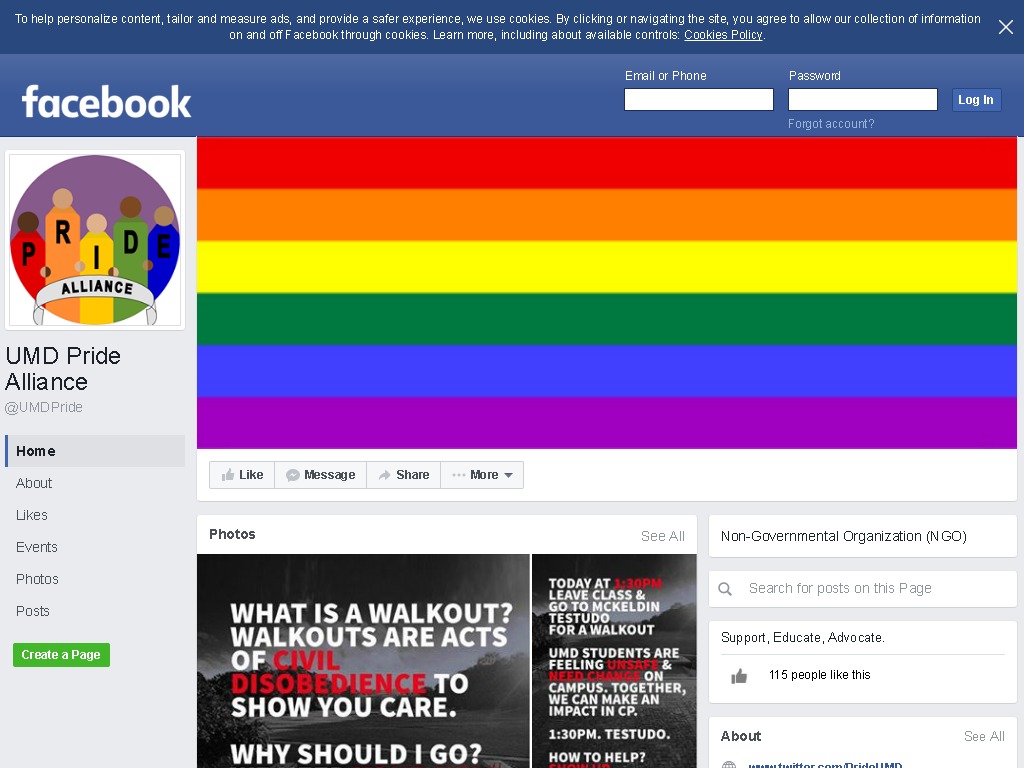 To help personalize content, tailor and measure ads, and provide a safer experience, we use cookies. By clicking or navigating the site, you agree to allow our collection of information
on and off Facebook through cookies. Learn more, including about available controls: Cookies Policy.
facebook
Email or Phone
Password
Log In
Forgot account?
P R I D E
ALLIANCE
UMD Pride
Alliance
@UMDPride
Home
About
Likes
Events
Photos
Posts
Create a Page
Like
Message
Share
More
Photos
See All
WHAT IS A WALKOUT?
WALKOUTS ARE ACTS
OF CIVIL
DISOBEDIENCE TO
SHOW YOU CARE.
WHY SHOULD I GO?
TODAY AT 1:30PM
LEAVE CLASS &
GO TO MCKELDIN
TESTUDO
FOR A WALKOUT
UMD STUDENTS ARE
FEELING UNSAFE &
NEED CHANGE ON
CAMPUS. TOGETHER,
WE CAN MAKE AN
IMPACT IN CP.
1:30PM. TESTUDO.
HOW TO HELP?
SHOW UP
Non-Governmental Organization (NGO)
Search for posts on this Page
Support, Educate, Advocate.
115 people like this
About
See All
www.twitter.com/PrideUMD